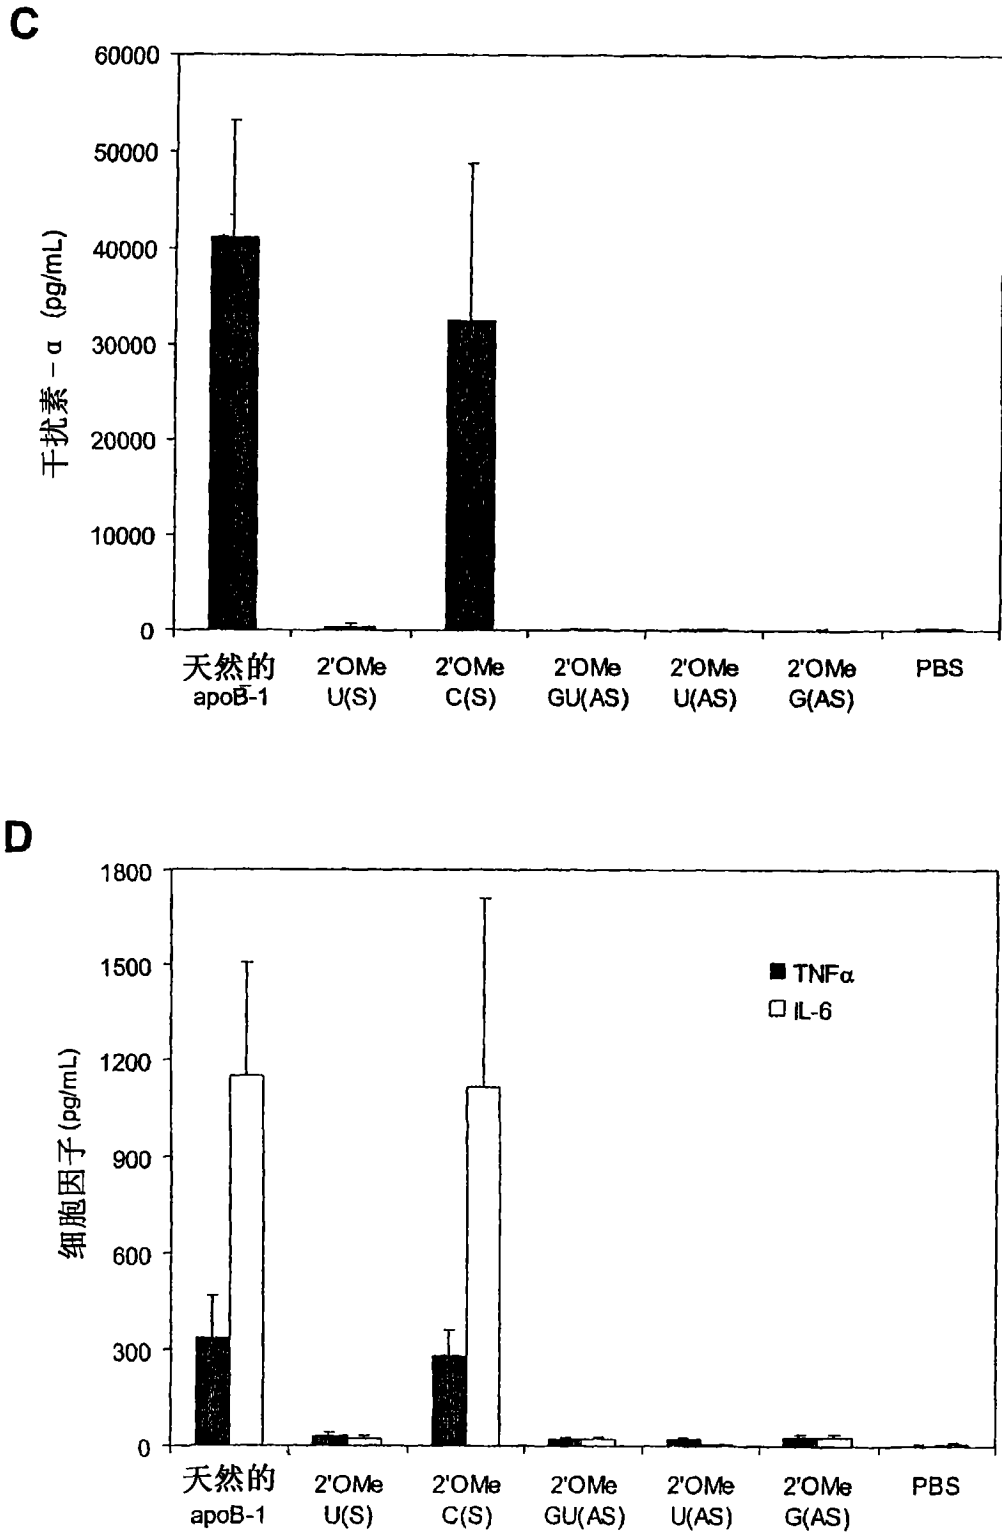 C
60000
50000
40000
30000
20000
10000
0
干扰素-α (pg/mL)
天然的 2'OMe 2'OMe 2'OMe 2'OMe 2'OMe PBS
apoB-1 U(S) C(S) GU(AS) U(AS) G(AS)
D
1800
1500
1200
900
600
300
0
细胞因子(pg/mL)
TNFα
IL-6
天然的 2'OMe 2'OMe 2'OMe 2'OMe 2'OMe PBS
apoB-1 U(S) C(S) GU(AS) U(AS) G(AS)